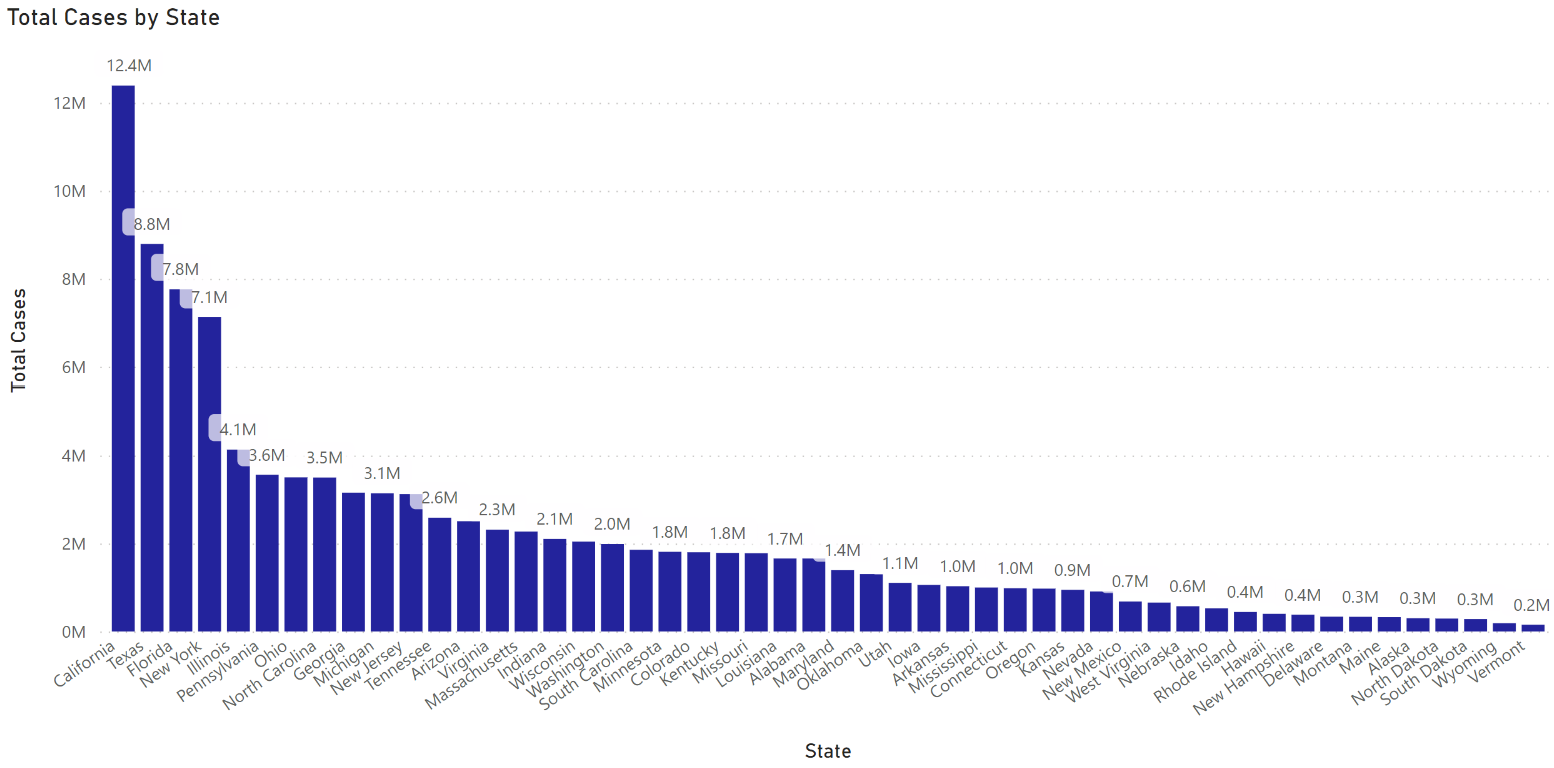 Total Cases by State
12.4M
12M
10M
8.8M
8M
7.8M
7.1M
6M
4.1M
4M
3.6M
3.5M
3.1M
2.6M
2.3M
2.1M
2.0M
2M
1.8M
1.8M
1.7M
1.4M
1.1M
1.0M
1.0M
0.9M
0.7M
0.6M
0.4M
0.4M
0.3M
0.3M
0.3M
0.2M
0M
Total Cases
California
Texas
Florida
New York
Illinois
Pennsylvania
Ohio
North Carolina
Georgia
Michigan
New Jersey
Tennessee
Arizona
Virginia
Massachusetts
Indiana
Wisconsin
Washington
South Carolina
Minnesota
Colorado
Kentucky
Missouri
Louisiana
Alabama
Maryland
Oklahoma
Utah
Iowa
Arkansas
Mississippi
Connecticut
Oregon
Kansas
Nevada
New Mexico
West Virginia
Nebraska
Idaho
Rhode Island
Hawaii
New Hampshire
Delaware
Montana
Maine
Alaska
North Dakota
South Dakota
Wyoming
Vermont
State